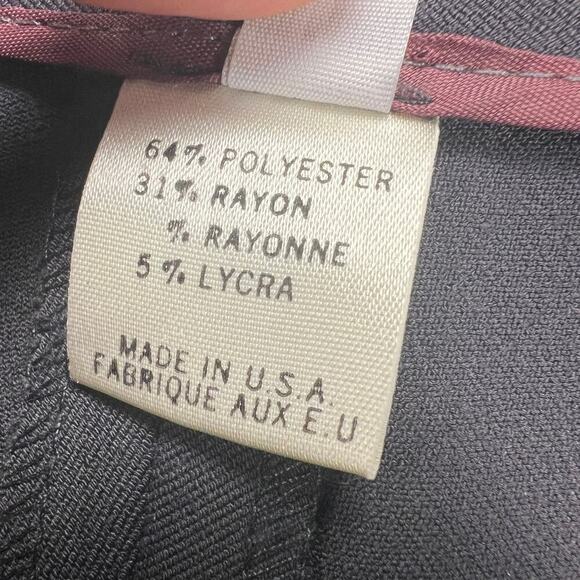 64% POLYESTER
31% RAYON
% RAYONNE
5% LYCRA
MADE IN U.S.A.
FABRIQUE AUX E.U